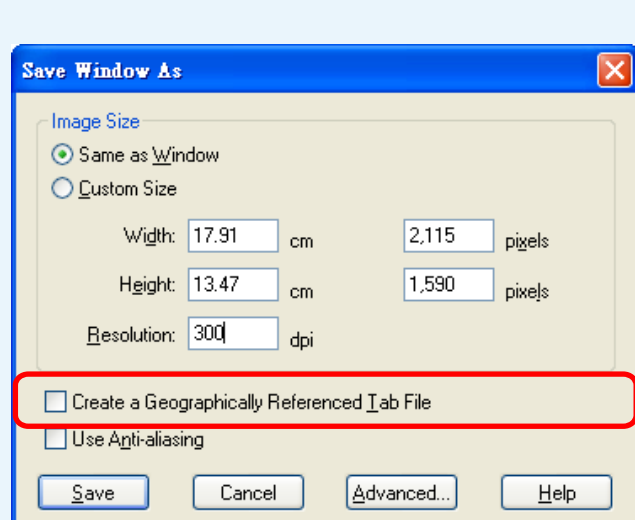 Save Window As
Image Size
Same as Window
Custom Size
Width: 17.91 cm 2,115 pixels
Height: 13.47 cm 1,590 pixels
Resolution: 300 dpi
Create a Geographically Referenced Tab File
Use Anti-aliasing
Save Cancel Advanced... Help